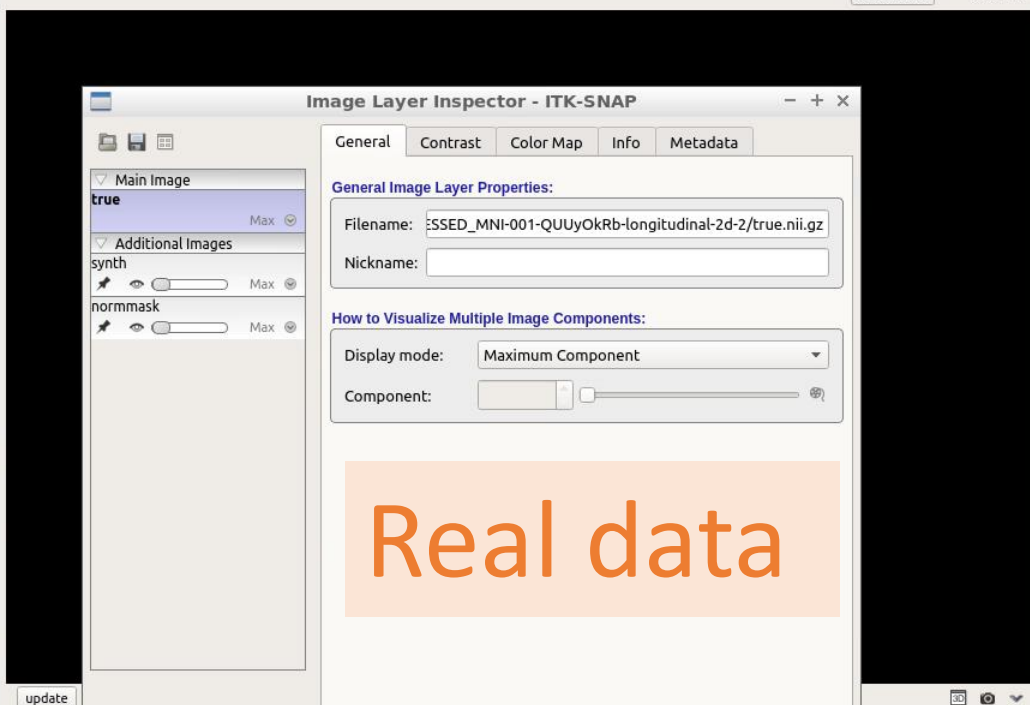 Image Layer Inspector - ITK-SNAP
General Contrast Color Map Info Metadata
Main Image
true
Max
Additional Images
synth
Max
normmask
Max
General Image Layer Properties:
Filename: ESSED_MNI-001-QUUyOkRb-longitudinal-2d-2/true.nii.gz
Nickname:
How to Visualize Multiple Image Components:
Display mode: Maximum Component
Component:
Real data
update
3D